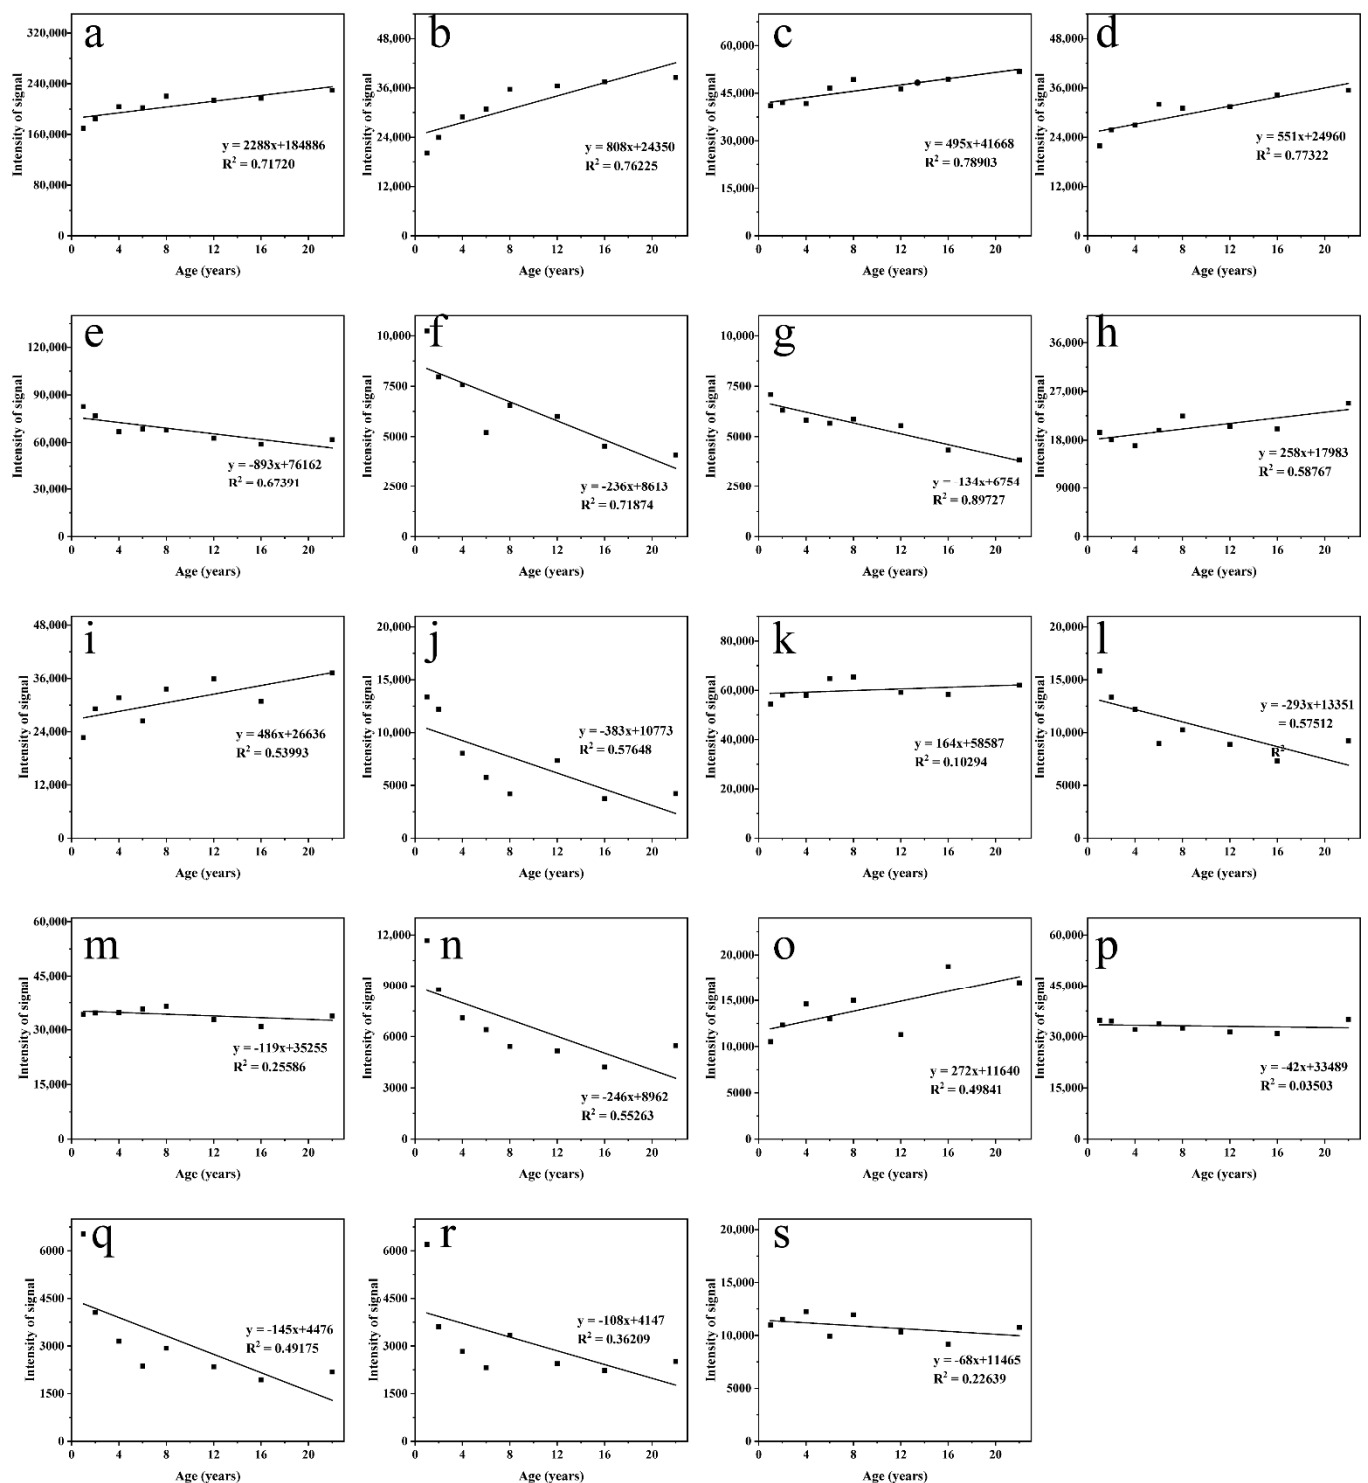 a
Intensity of signal
320,000
240,000
160,000
80,000
0
0 4 8 12 16 20
Age (years)
y = 2288x+184886
R² = 0.71720
b
Intensity of signal
48,000
36,000
24,000
12,000
0
0 4 8 12 16 20
Age (years)
y = 808x+24350
R² = 0.76225
c
Intensity of signal
60,000
45,000
30,000
15,000
0
0 4 8 12 16 20
Age (years)
y = 495x+41668
R² = 0.78903
d
Intensity of signal
48,000
36,000
24,000
12,000
0
0 4 8 12 16 20
Age (years)
y = 551x+24960
R² = 0.77322
e
Intensity of signal
120,000
90,000
60,000
30,000
0
0 4 8 12 16 20
Age (years)
y = -893x+76162
R² = 0.67391
f
Intensity of signal
10,000
7500
5000
2500
0
0 4 8 12 16 20
Age (years)
y = -236x+8613
R² = 0.71874
g
Intensity of signal
10,000
7500
5000
2500
0
0 4 8 12 16 20
Age (years)
y = -134x+6754
R² = 0.89727
h
Intensity of signal
36,000
27,000
18,000
9000
0
0 4 8 12 16 20
Age (years)
y = 258x+17983
R² = 0.58767
i
Intensity of signal
48,000
36,000
24,000
12,000
0
0 4 8 12 16 20
Age (years)
y = 486x+26636
R² = 0.53993
j
Intensity of signal
20,000
15,000
10,000
5000
0
0 4 8 12 16 20
Age (years)
y = -383x+10773
R² = 0.57648
k
Intensity of signal
80,000
60,000
40,000
20,000
0
0 4 8 12 16 20
Age (years)
y = 164x+58587
R² = 0.10294
l
Intensity of signal
20,000
15,000
10,000
5000
0
0 4 8 12 16 20
Age (years)
y = -293x+13351
= 0.57512
R²
m
Intensity of signal
60,000
45,000
30,000
15,000
0
0 4 8 12 16 20
Age (years)
y = -119x+35255
R² = 0.25586
n
Intensity of signal
12,000
9000
6000
3000
0
0 4 8 12 16 20
Age (years)
y = -246x+8962
R² = 0.55263
o
Intensity of signal
20,000
15,000
10,000
5000
0
0 4 8 12 16 20
Age (years)
y = 272x+11640
R² = 0.49841
p
Intensity of signal
60,000
45,000
30,000
15,000
0
0 4 8 12 16 20
Age (years)
y = -42x+33489
R² = 0.03503
q
Intensity of signal
6000
4500
3000
1500
0
0 4 8 12 16 20
Age (years)
y = -145x+4476
R² = 0.49175
r
Intensity of signal
6000
4500
3000
1500
0
0 4 8 12 16 20
Age (years)
y = -108x+4147
R² = 0.36209
s
Intensity of signal
20,000
15,000
10,000
5000
0
0 4 8 12 16 20
Age (years)
y = -68x+11465
R² = 0.22639